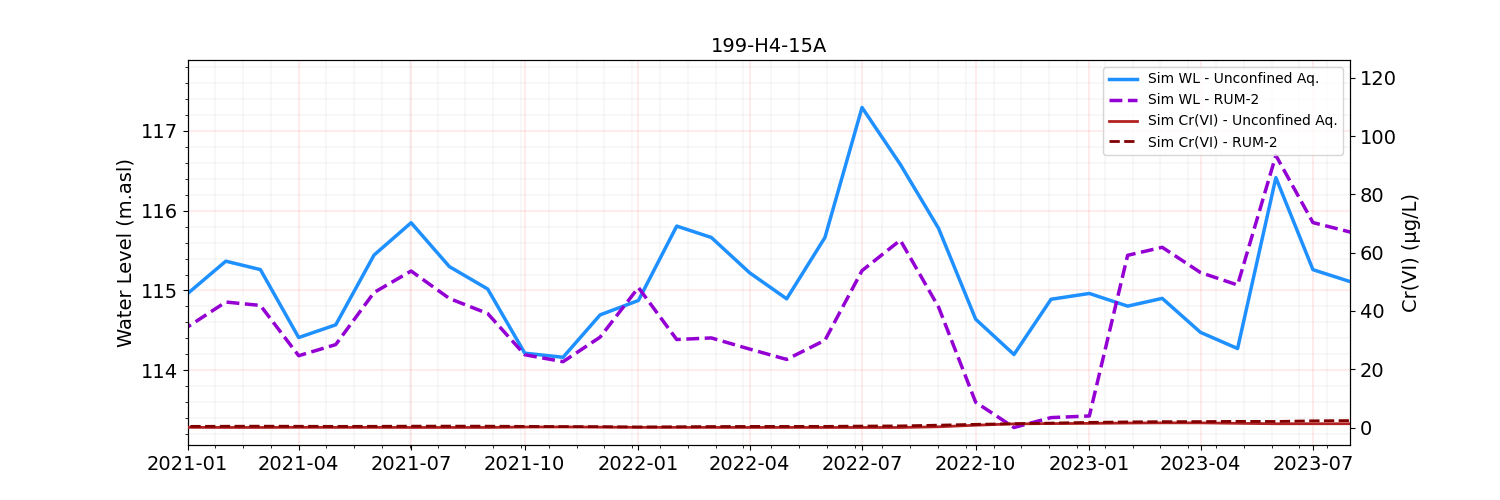 199-H4-15A
Sim WL - Unconfined Aq.
Sim WL - RUM-2
Sim Cr(VI) - Unconfined Aq.
Sim Cr(VI) - RUM-2
Water Level (m.asl)
117
116
115
114
Cr(VI) (μg/L)
120
100
80
60
40
20
0
2021-01 2021-04 2021-07 2021-10 2022-01 2022-04 2022-07 2022-10 2023-01 2023-04 2023-07